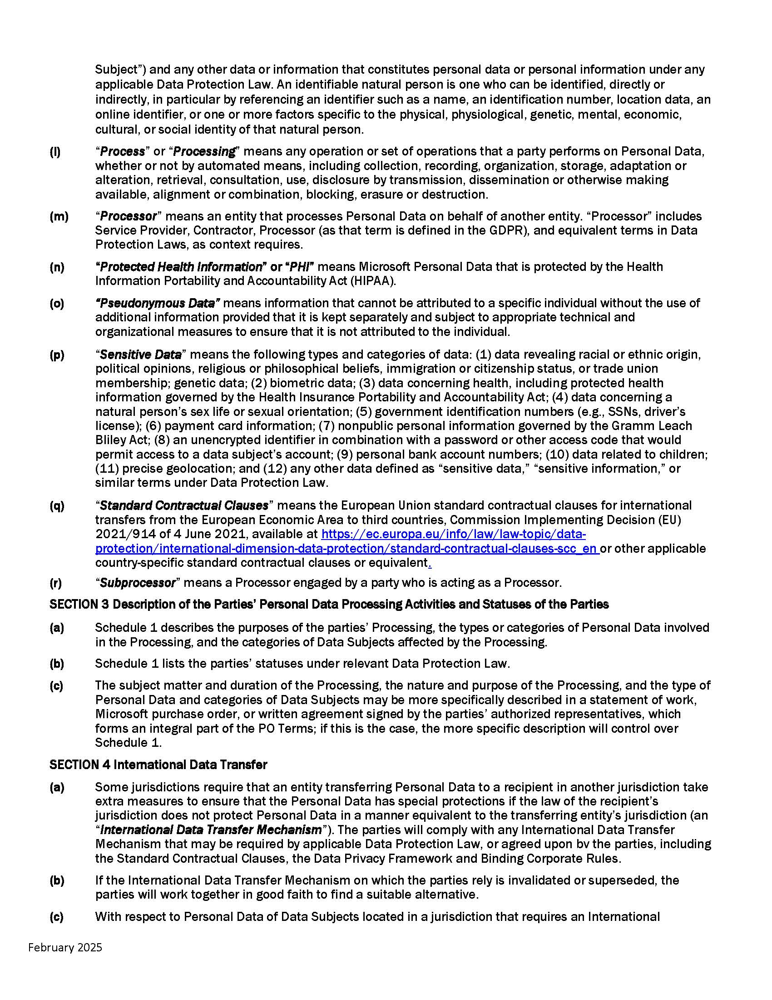 Subject”) and any other data or information that constitutes personal data or personal information under any
applicable Data Protection Law. An identifiable natural person is one who can be identified, directly or
indirectly, in particular by referencing an identifier such as a name, an identification number, location data, an
online identifier, or one or more factors specific to the physical, physiological, genetic, mental, economic,
cultural, or social identity of that natural person.
(l) “Process” or “Processing” means any operation or set of operations that a party performs on Personal Data,
whether or not by automated means, including collection, recording, organization, storage, adaptation or
alteration, retrieval, consultation, use, disclosure by transmission, dissemination or otherwise making
available, alignment or combination, blocking, erasure or destruction.
(m) “Processor” means an entity that processes Personal Data on behalf of another entity. “Processor” includes
Service Provider, Contractor, Processor (as that term is defined in the GDPR), and equivalent terms in Data
Protection Laws, as context requires.
(n) “Protected Health Information” or “PHI” means Microsoft Personal Data that is protected by the Health
Information Portability and Accountability Act (HIPAA).
(o) “Pseudonymous Data” means information that cannot be attributed to a specific individual without the use of
additional information provided that it is kept separately and subject to appropriate technical and
organizational measures to ensure that it is not attributed to the individual.
(p) “Sensitive Data” means the following types and categories of data: (1) data revealing racial or ethnic origin,
political opinions, religious or philosophical beliefs, immigration or citizenship status, or trade union
membership; genetic data; (2) biometric data; (3) data concerning health, including protected health
information governed by the Health Insurance Portability and Accountability Act; (4) data concerning a
natural person’s sex life or sexual orientation; (5) government identification numbers (e.g., SSNs, driver’s
license); (6) payment card information; (7) nonpublic personal information governed by the Gramm Leach
Bliley Act; (8) an unencrypted identifier in combination with a password or other access code that would
permit access to a data subject’s account; (9) personal bank account numbers; (10) data related to children;
(11) precise geolocation; and (12) any other data defined as “sensitive data,” “sensitive information,” or
similar terms under Data Protection Law.
(q) “Standard Contractual Clauses” means the European Union standard contractual clauses for international
transfers from the European Economic Area to third countries, Commission Implementing Decision (EU)
2021/914 of 4 June 2021, available at https://ec.europa.eu/info/law/law-topic/data-
protection/international-dimension-data-protection/standard-contractual-clauses-scc_en or other applicable
country-specific standard contractual clauses or equivalent.
(r) “Subprocessor” means a Processor engaged by a party who is acting as a Processor.
SECTION 3 Description of the Parties’ Personal Data Processing Activities and Statuses of the Parties
(a) Schedule 1 describes the purposes of the parties’ Processing, the types or categories of Personal Data involved
in the Processing, and the categories of Data Subjects affected by the Processing.
(b) Schedule 1 lists the parties’ statuses under relevant Data Protection Law.
(c) The subject matter and duration of the Processing, the nature and purpose of the Processing, and the type of
Personal Data and categories of Data Subjects may be more specifically described in a statement of work,
Microsoft purchase order, or written agreement signed by the parties’ authorized representatives, which
forms an integral part of the PO Terms; if this is the case, the more specific description will control over
Schedule 1.
SECTION 4 International Data Transfer
(a) Some jurisdictions require that an entity transferring Personal Data to a recipient in another jurisdiction take
extra measures to ensure that the Personal Data has special protections if the law of the recipient’s
jurisdiction does not protect Personal Data in a manner equivalent to the transferring entity’s jurisdiction (an
“International Data Transfer Mechanism”). The parties will comply with any International Data Transfer
Mechanism that may be required by applicable Data Protection Law, or agreed upon by the parties, including
the Standard Contractual Clauses, the Data Privacy Framework and Binding Corporate Rules.
(b) If the International Data Transfer Mechanism on which the parties rely is invalidated or superseded, the
parties will work together in good faith to find a suitable alternative.
(c) With respect to Personal Data of Data Subjects located in a jurisdiction that requires an International
February 2025